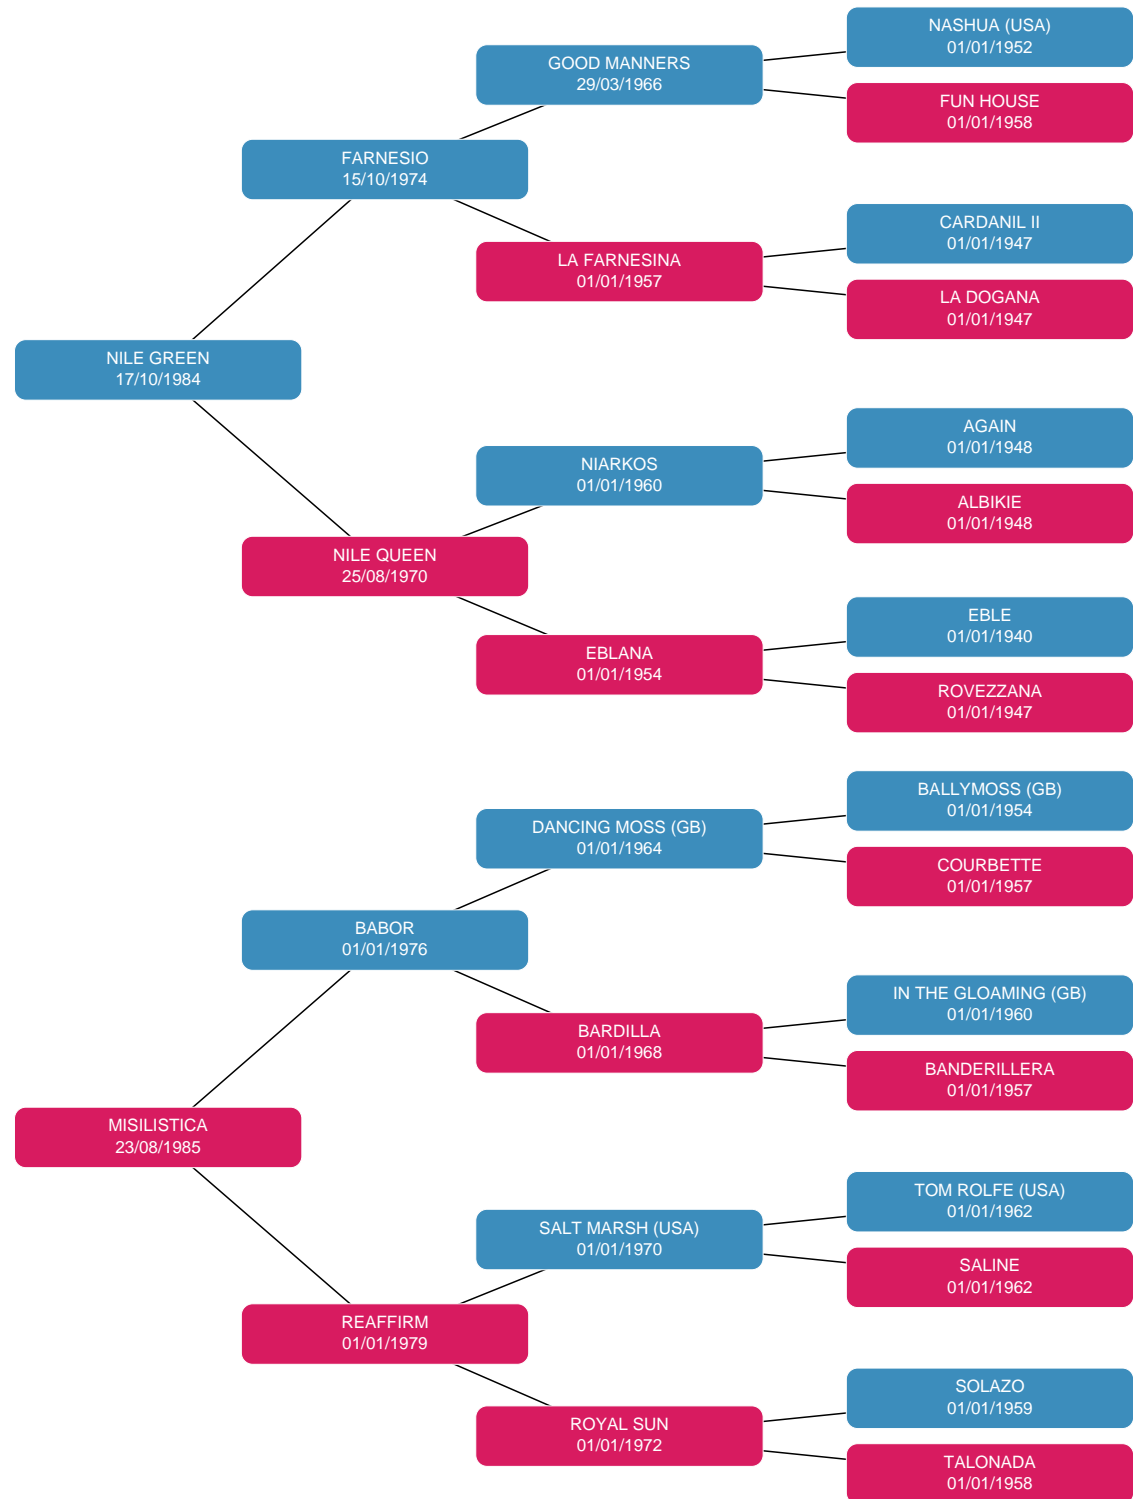 NASHUA (USA)
01/01/1952
GOOD MANNERS
29/03/1966
FUN HOUSE
01/01/1958
FARNESIO
15/10/1974
CARDANIL II
01/01/1947
LA FARNESINA
01/01/1957
LA DOGANA
01/01/1947
NILE GREEN
17/10/1984
AGAIN
01/01/1948
NIARKOS
01/01/1960
ALBIKIE
01/01/1948
NILE QUEEN
25/08/1970
EBLE
01/01/1940
EBLANA
01/01/1954
ROVEZZANA
01/01/1947
BALLYMOSS (GB)
01/01/1954
DANCING MOSS (GB)
01/01/1964
COURBETTE
01/01/1957
BABOR
01/01/1976
IN THE GLOAMING (GB)
01/01/1960
BARDILLA
01/01/1968
BANDERILLERA
01/01/1957
MISILISTICA
23/08/1985
TOM ROLFE (USA)
01/01/1962
SALT MARSH (USA)
01/01/1970
SALINE
01/01/1962
REAFFIRM
01/01/1979
SOLAZO
01/01/1959
ROYAL SUN
01/01/1972
TALONADA
01/01/1958